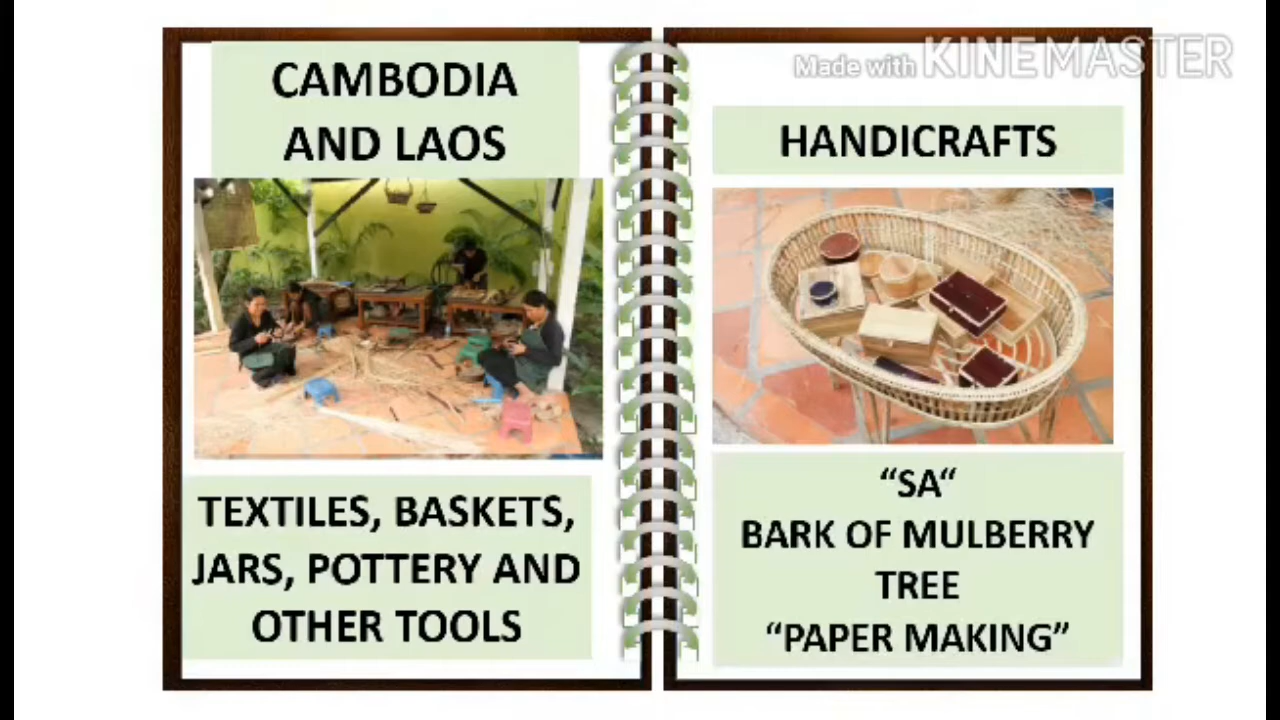 CAMBODIA
AND LAOS
TEXTILES, BASKETS,
JARS, POTTERY AND
OTHER TOOLS
Made with KINEMASTER
HANDICRAFTS
“SA“
BARK OF MULBERRY
TREE
“PAPER MAKING”